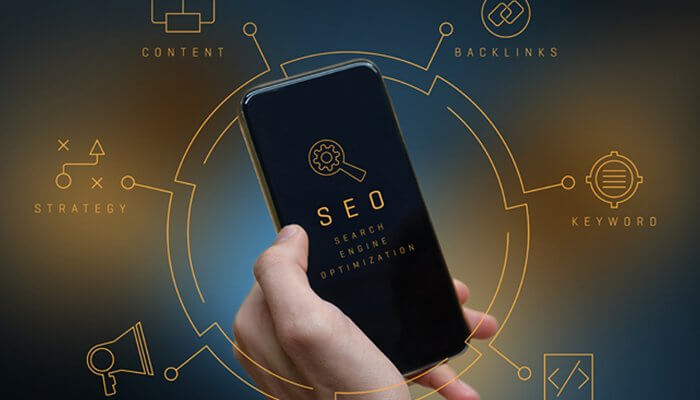 CONTENT
BACKLINKS
STRATEGY
KEYWORD
SEO
SEARCH
ENGINE
OPTIMIZATION